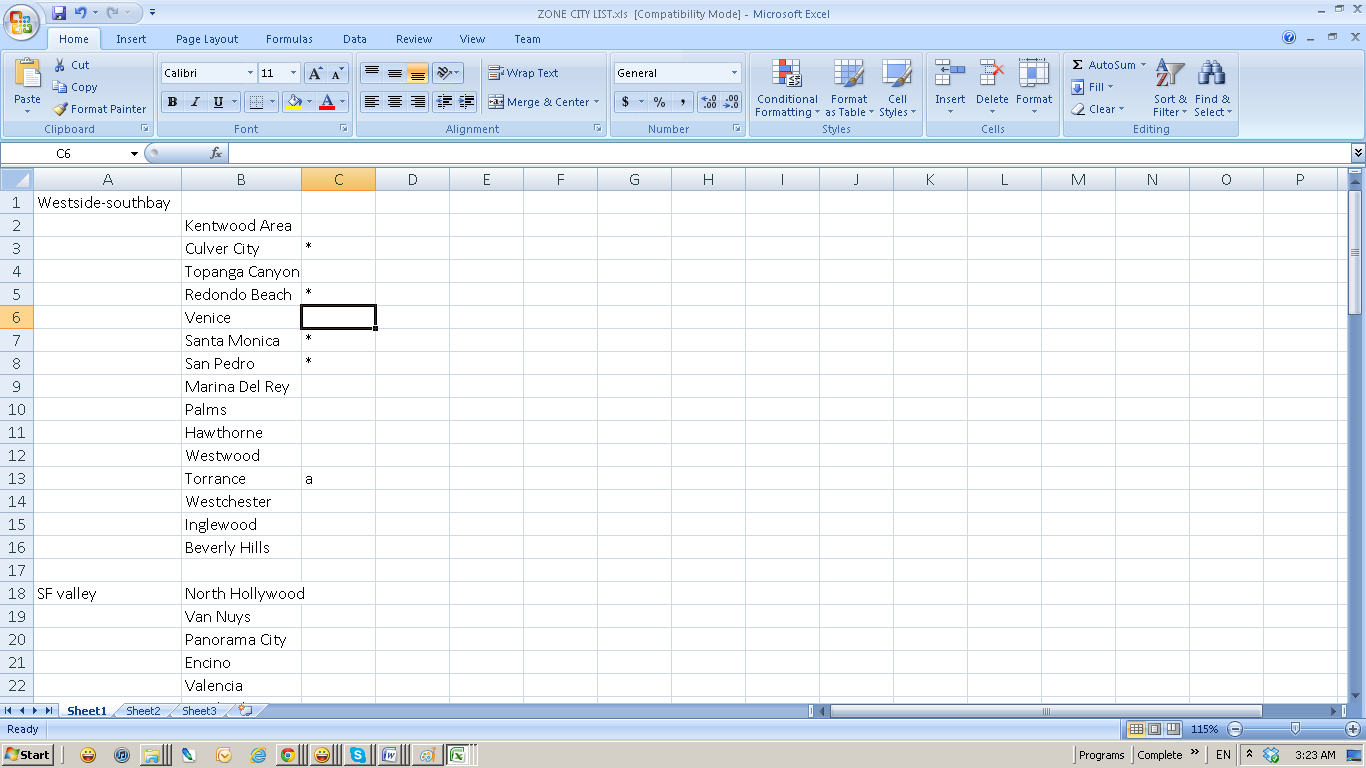 ZONE CITY LIST.xls [Compatibility Mode] - Microsoft Excel
Home Insert Page Layout Formulas Data Review View Team
Paste Cut Copy Format Painter Clipboard
Calibri 11 A A B I U A Font
Wrap Text Merge & Center Alignment
General $ % , .00 .00 Number
Conditional Formatting Format as Table Cell Styles Styles
Insert Delete Format Cells
Σ AutoSum Fill Clear Sort & Filter Find & Select Editing
C6 fx
A B C D E F G H I J K L M N O P
1 Westside-southbay
2 Kentwood Area
3 Culver City *
4 Topanga Canyon
5 Redondo Beach *
6 Venice
7 Santa Monica *
8 San Pedro *
9 Marina Del Rey
10 Palms
11 Hawthorne
12 Westwood
13 Torrance a
14 Westchester
15 Inglewood
16 Beverly Hills
17
18 SF valley North Hollywood
19 Van Nuys
20 Panorama City
21 Encino
22 Valencia
Sheet1 Sheet2 Sheet3
Ready 115%
Start Programs Complete » EN 3:23 AM